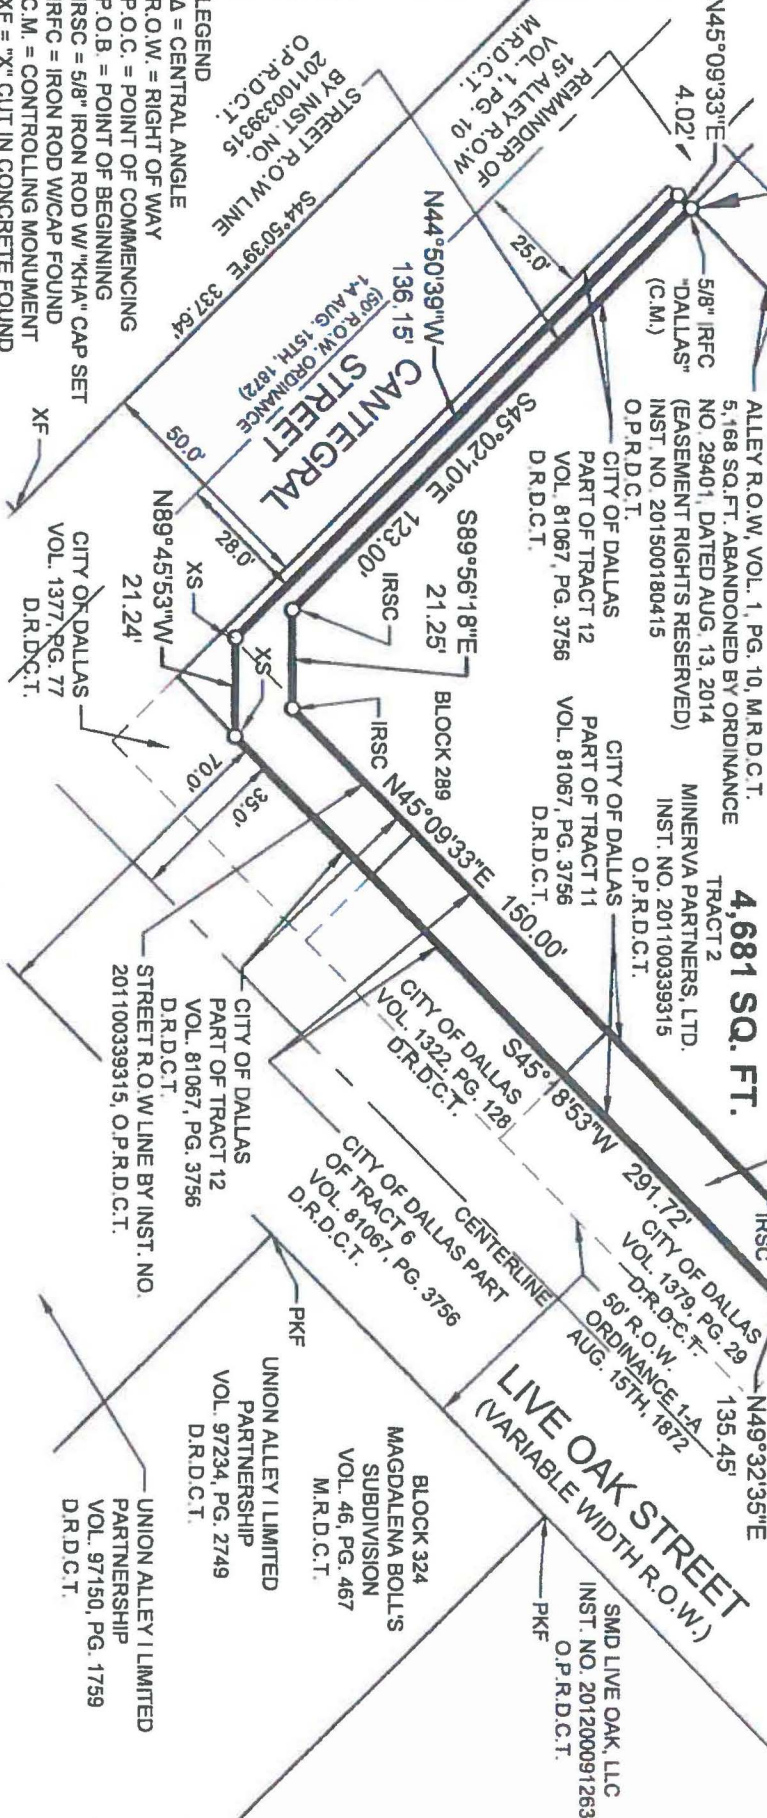 N45°09'33"E
4.02'
REMAINDER OF
15' ALLEY R.O.W
VOL. 1, PG. 10
M.R.D.C.T.
STREET R.O.W LINE
BY INST. NO.
201100339315
O.P.R.D.C.T.
LEGEND
Δ = CENTRAL ANGLE
R.O.W. = RIGHT OF WAY
P.O.C. = POINT OF COMMENCING
P.O.B. = POINT OF BEGINNING
IRSC = 5/8" IRON ROD W/ "KHA" CAP SET
IRFC = IRON ROD W/CAP FOUND
C.M. = CONTROLLING MONUMENT
XF = "X" CUT IN CONCRETE FOUND
S44°50'39"E 337.64'
25.0'
N44°50'39"W
136.15'
CANTEGRAL
STREET
(50' R.O.W. ORDINANCE
1-A AUG. 15TH, 1872)
50.0'
28.0'
XF
5/8" IRFC
"DALLAS"
(C.M.)
ALLEY R.O.W, VOL. 1, PG. 10, M.R.D.C.T.
5,168 SQ.FT. ABANDONED BY ORDINANCE
NO. 29401, DATED AUG. 13, 2014
(EASEMENT RIGHTS RESERVED)
INST. NO. 201500180415
O.P.R.D.C.T.
CITY OF DALLAS
PART OF TRACT 12
VOL. 81067, PG. 3756
D.R.D.C.T.
S45°02'10"E 123.00'
S89°56'18"E
21.25'
IRSC
IRSC
XS
XS
N89°45'53"W
21.24'
CITY OF DALLAS
VOL. 1377, PG. 77
D.R.D.C.T.
BLOCK 289
4,681 SQ. FT.
TRACT 2
MINERVA PARTNERS, LTD.
INST. NO. 201100339315
O.P.R.D.C.T.
CITY OF DALLAS
PART OF TRACT 11
VOL. 81067, PG. 3756
D.R.D.C.T.
N45°09'33"E 150.00'
70.0'
35.0'
IRSC
S45°18'53"W 291.72'
CITY OF DALLAS
VOL. 1322, PG. 128
D.R.D.C.T.
CITY OF DALLAS
PART OF TRACT 12
VOL. 81067, PG. 3756
D.R.D.C.T.
STREET R.O.W LINE BY INST. NO.
201100339315, O.P.R.D.C.T.
CITY OF DALLAS PART
OF TRACT 6
VOL. 81067, PG. 3756
D.R.D.C.T.
CENTERLINE
CITY OF DALLAS
VOL. 1379, PG. 29
D.R.D.C.T.
50' R.O.W.
ORDINANCE 1-A
AUG. 15TH, 1872
N49°32'35"E
135.45'
LIVE OAK STREET
(VARIABLE WIDTH R.O.W.)
PKF
UNION ALLEY I LIMITED
PARTNERSHIP
VOL. 97234, PG. 2749
D.R.D.C.T.
BLOCK 324
MAGDALENA BOLL'S
SUBDIVISION
VOL. 46, PG. 467
M.R.D.C.T.
UNION ALLEY I LIMITED
PARTNERSHIP
VOL. 97150, PG. 1759
D.R.D.C.T.
PKF
SMD LIVE OAK, LLC
INST. NO. 201200091263
O.P.R.D.C.T.